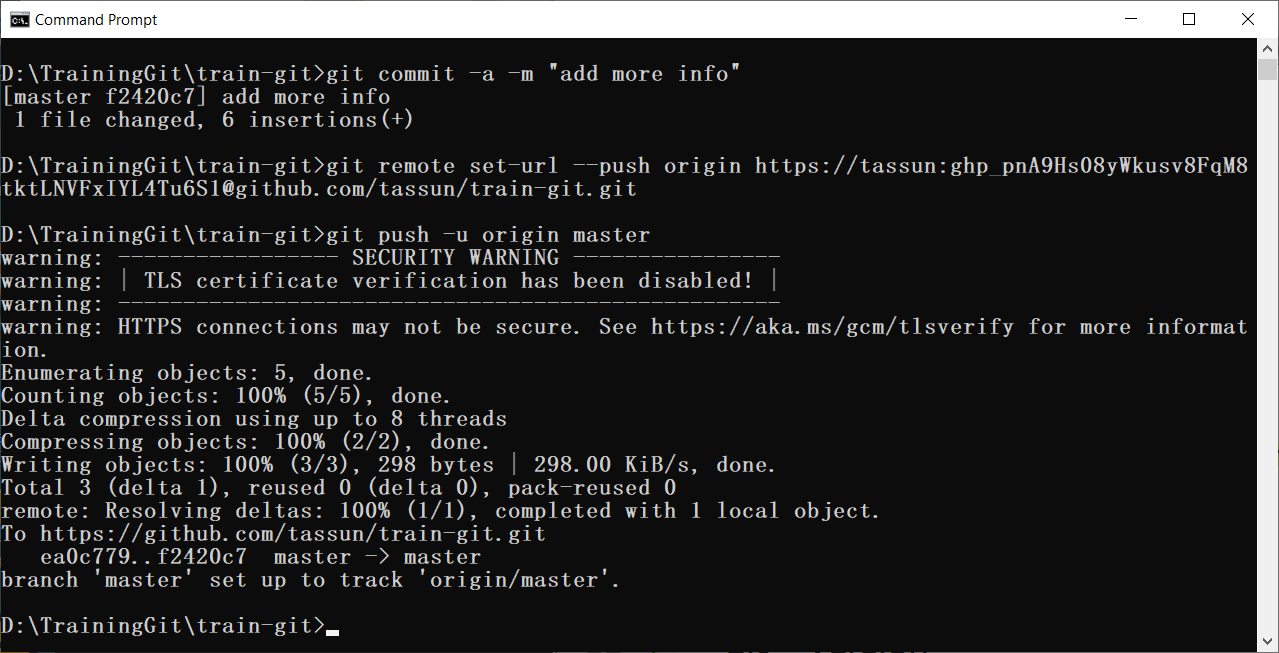 Command Prompt
D:\TrainingGit\train-git>git commit -a -m "add more info"
[master f2420c7] add more info
 1 file changed, 6 insertions(+)
D:\TrainingGit\train-git>git remote set-url --push origin https://tassun:ghp_pnA9HsO8yWkusv8FqM8
tktLNVFxIYL4Tu6S1@github.com/tassun/train-git.git
D:\TrainingGit\train-git>git push -u origin master
warning: ----------------- SECURITY WARNING ----------------
warning: | TLS certificate verification has been disabled! |
warning: ---------------------------------------------------
warning: HTTPS connections may not be secure. See https://aka.ms/gcm/tlsverify for more informat
ion.
Enumerating objects: 5, done.
Counting objects: 100% (5/5), done.
Delta compression using up to 8 threads
Compressing objects: 100% (2/2), done.
Writing objects: 100% (3/3), 298 bytes | 298.00 KiB/s, done.
Total 3 (delta 1), reused 0 (delta 0), pack-reused 0
remote: Resolving deltas: 100% (1/1), completed with 1 local object.
To https://github.com/tassun/train-git.git
   ea0c779..f2420c7  master -> master
branch 'master' set up to track 'origin/master'.
D:\TrainingGit\train-git>